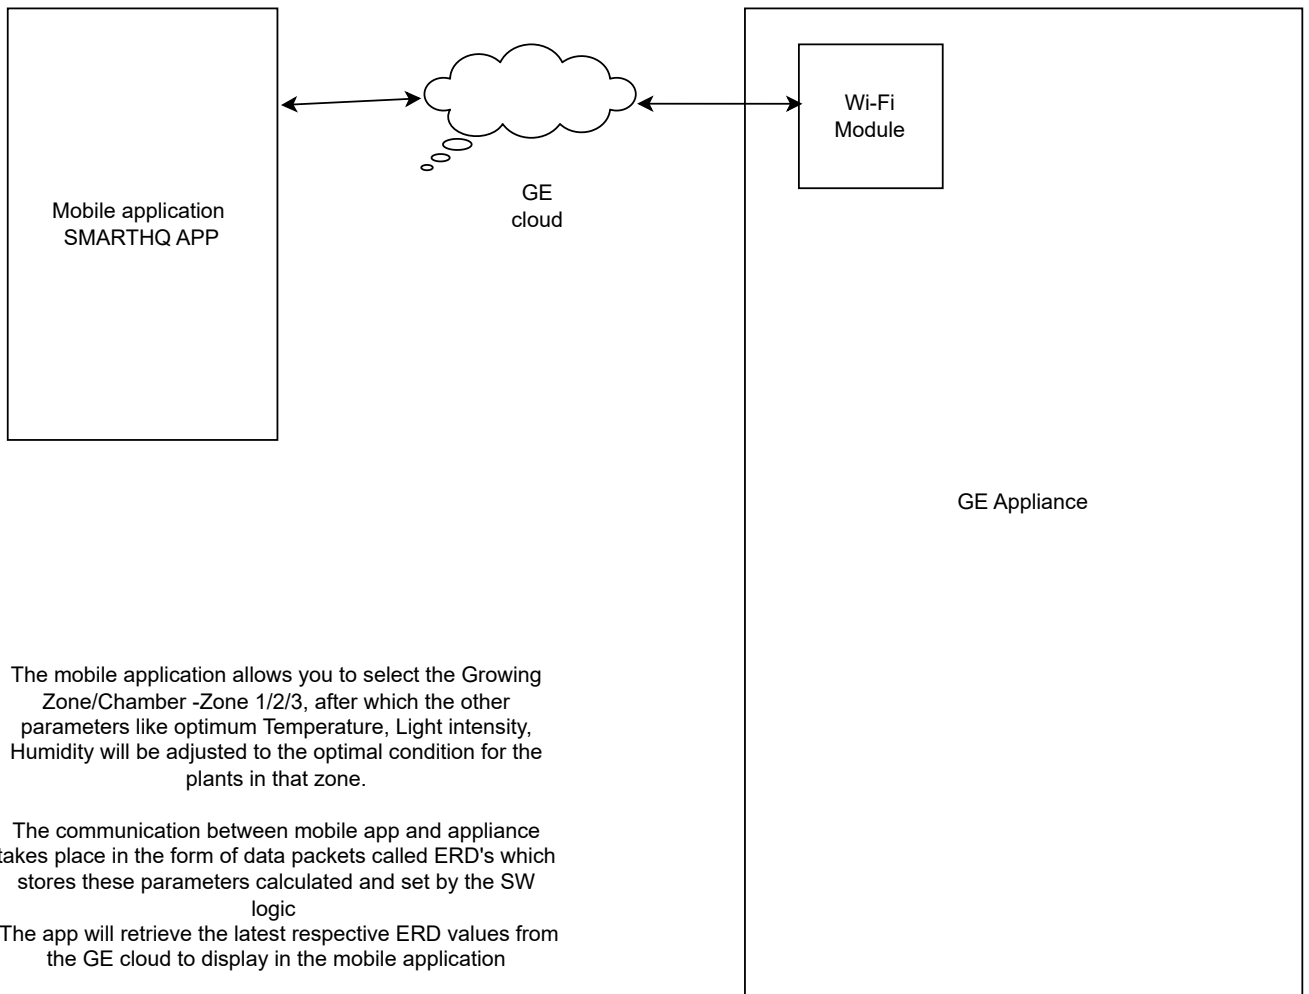 Mobile application
SMARTHQ APP
GE
cloud
Wi-Fi
Module
GE Appliance
The mobile application allows you to select the Growing
Zone/Chamber -Zone 1/2/3, after which the other
parameters like optimum Temperature, Light intensity,
Humidity will be adjusted to the optimal condition for the
plants in that zone.
The communication between mobile app and appliance
takes place in the form of data packets called ERD's which
stores these parameters calculated and set by the SW
logic
The app will retrieve the latest respective ERD values from
the GE cloud to display in the mobile application